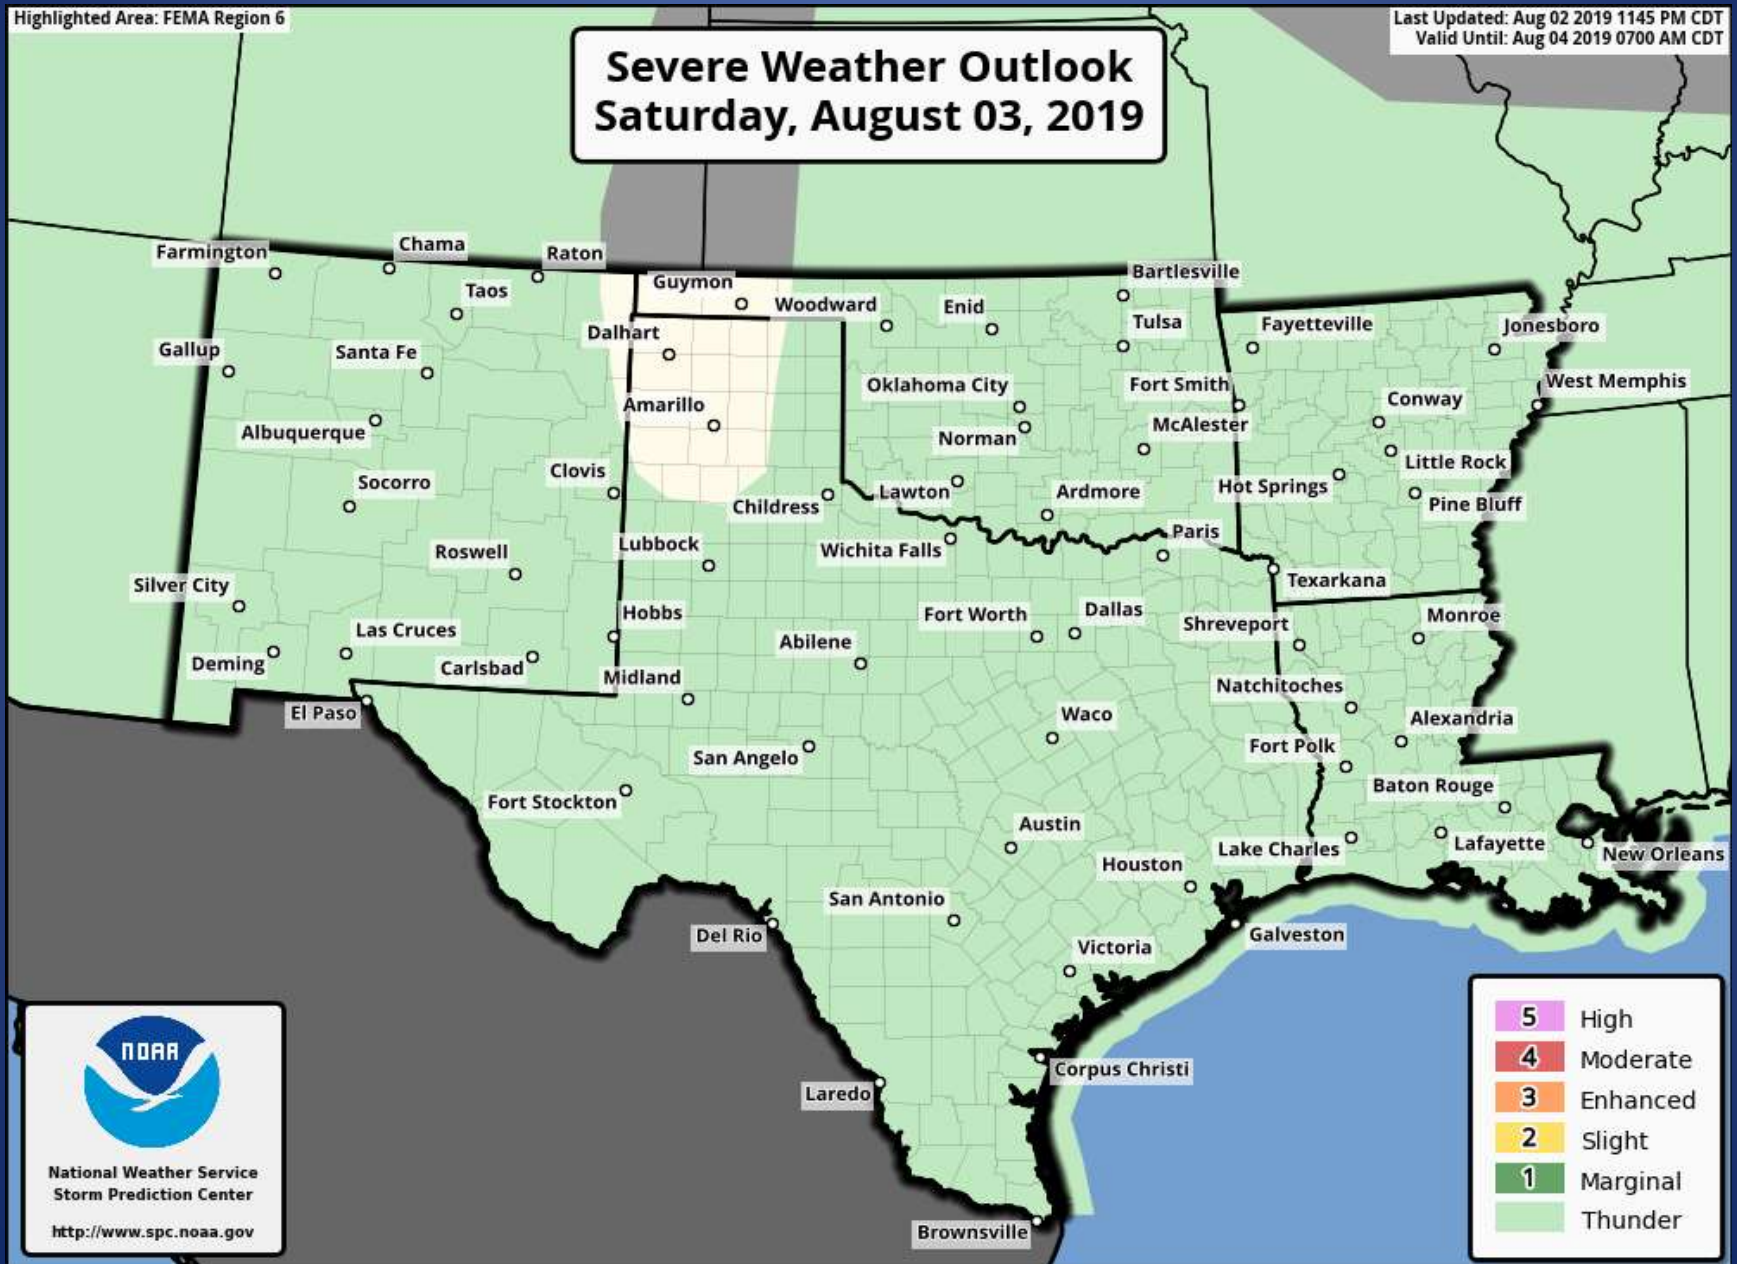 Highlighted Area: FEMA Region 6
Last Updated: Aug 02 2019 1145 PM CDT
Valid Until: Aug 04 2019 0700 AM CDT
Severe Weather Outlook
Saturday, August 03, 2019
Farmington
Chama
Raton
Taos
Guymon
Woodward
Enid
Bartlesville
Tulsa
Fayetteville
Jonesboro
Gallup
Santa Fe
Dalhart
Oklahoma City
Fort Smith
West Memphis
Conway
Albuquerque
Amarillo
Norman
McAlester
Little Rock
Socorro
Clovis
Childress
Lawton
Ardmore
Hot Springs
Pine Bluff
Roswell
Lubbock
Wichita Falls
Paris
Texarkana
Silver City
Hobbs
Fort Worth
Dallas
Shreveport
Monroe
Las Cruces
Deming
Carlsbad
Midland
Abilene
Natchitoches
El Paso
Waco
Alexandria
San Angelo
Fort Polk
Fort Stockton
Baton Rouge
Austin
Lake Charles
Lafayette
New Orleans
Houston
San Antonio
Del Rio
Galveston
Victoria
Corpus Christi
Laredo
Brownsville
NOAA
National Weather Service
Storm Prediction Center
http://www.spc.noaa.gov
5 High
4 Moderate
3 Enhanced
2 Slight
1 Marginal
Thunder